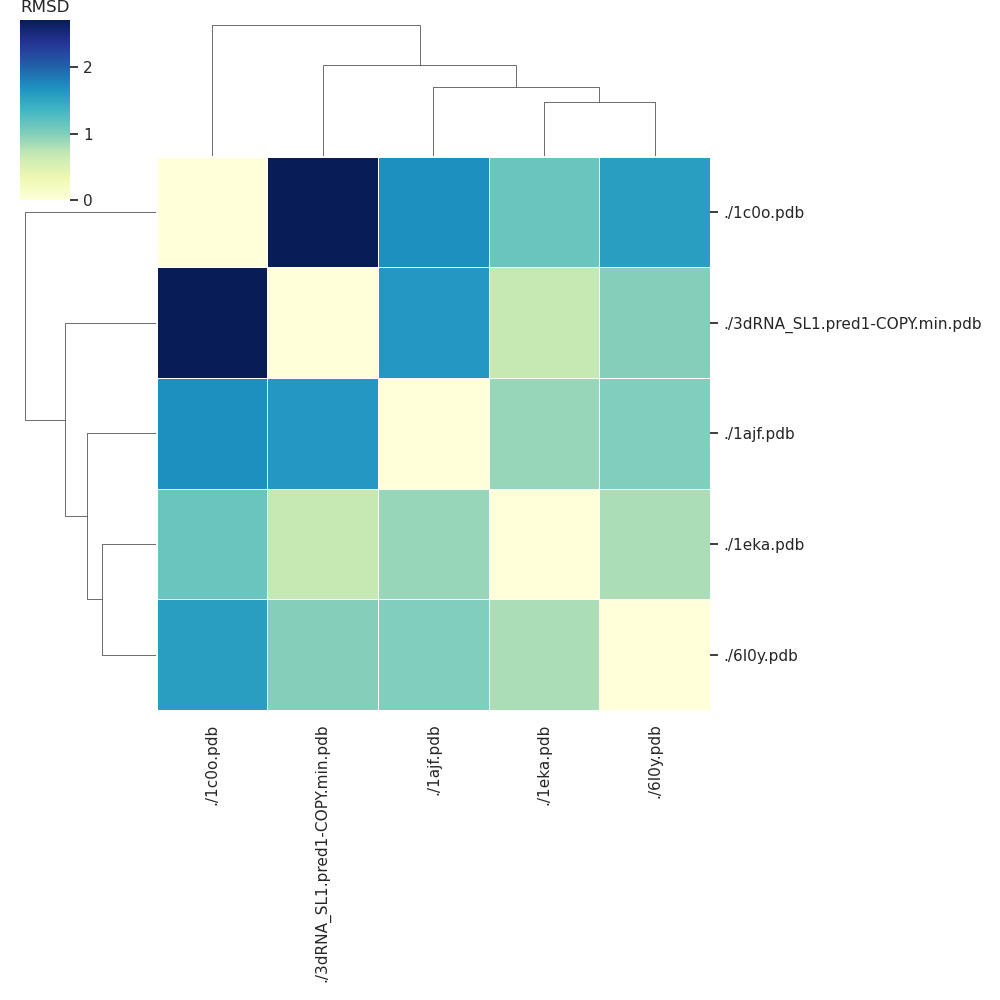 RMSD
2
1
0
./1c0o.pdb
./3dRNA_SL1.pred1-COPY.min.pdb
./1ajf.pdb
./1eka.pdb
./6l0y.pdb
./1c0o.pdb
./3dRNA_SL1.pred1-COPY.min.pdb
./1ajf.pdb
./1eka.pdb
./6l0y.pdb